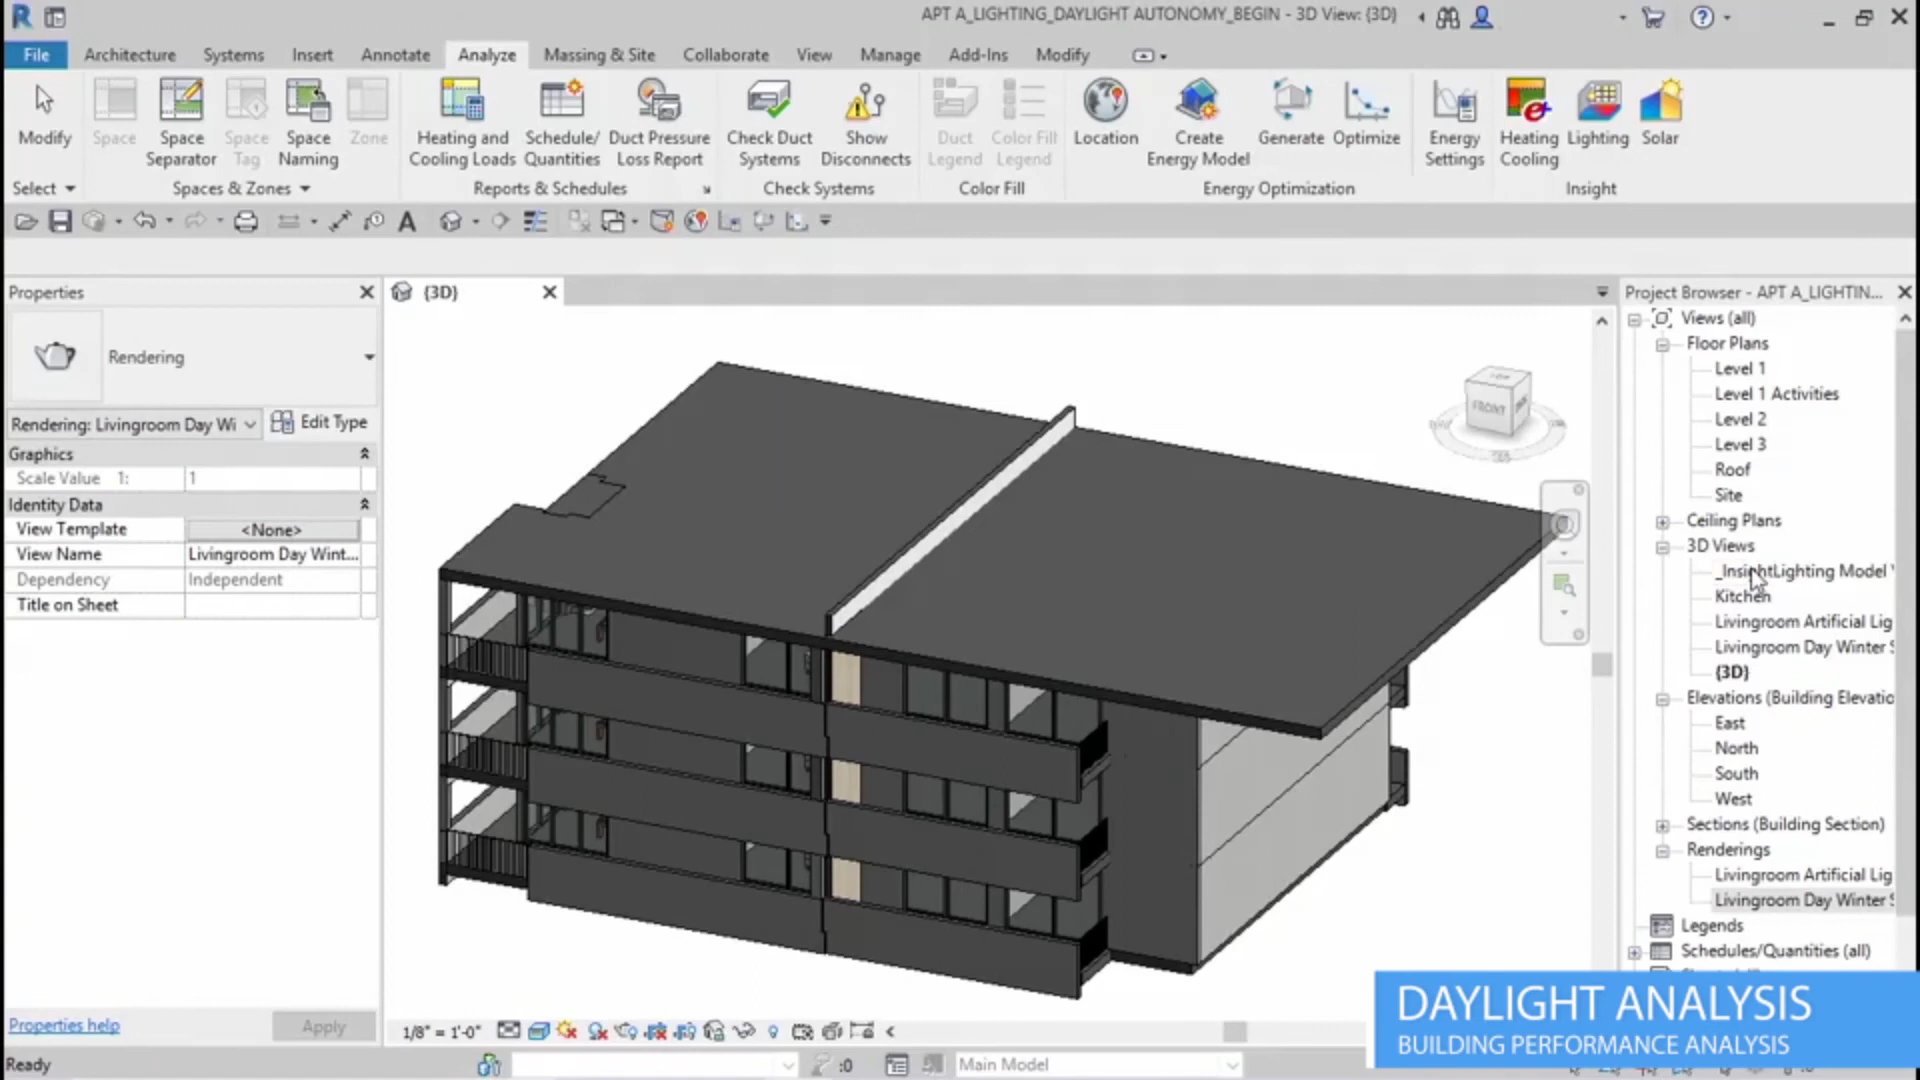 APT A_LIGHTING_DAYLIGHT AUTONOMY_BEGIN - 3D View: {3D}
File Architecture Systems Insert Annotate Analyze Massing & Site Collaborate View Manage Add-Ins Modify
Modify
Space
Space Separator
Space Tag
Space Naming
Zone
Heating and Cooling Loads
Schedule/ Quantities
Duct Pressure Loss Report
Check Duct Systems
Show Disconnects
Duct Legend
Color Fill Legend
Location
Create Energy Model
Generate
Optimize
Energy Settings
Heating Cooling
Lighting
Solar
Select
Spaces & Zones
Reports & Schedules
Check Systems
Color Fill
Energy Optimization
Insight
Properties
Rendering
Rendering: Livingroom Day Wi
Edit Type
Graphics
Scale Value 1: 1
Identity Data
View Template <None>
View Name Livingroom Day Wint...
Dependency Independent
Title on Sheet
Properties help
Apply
{3D}
TOP
FRONT
1/8" = 1'-0"
Project Browser - APT A_LIGHTIN...
Views (all)
Floor Plans
Level 1
Level 1 Activities
Level 2
Level 3
Roof
Site
Ceiling Plans
3D Views
_InsightLighting Model
Kitchen
Livingroom Artificial Lig
Livingroom Day Winter S
{3D}
Elevations (Building Elevatio
East
North
South
West
Sections (Building Section)
Renderings
Livingroom Artificial Lig
Livingroom Day Winter S
Legends
Schedules/Quantities (all)
Ready
:0
Main Model
DAYLIGHT ANALYSIS
BUILDING PERFORMANCE ANALYSIS